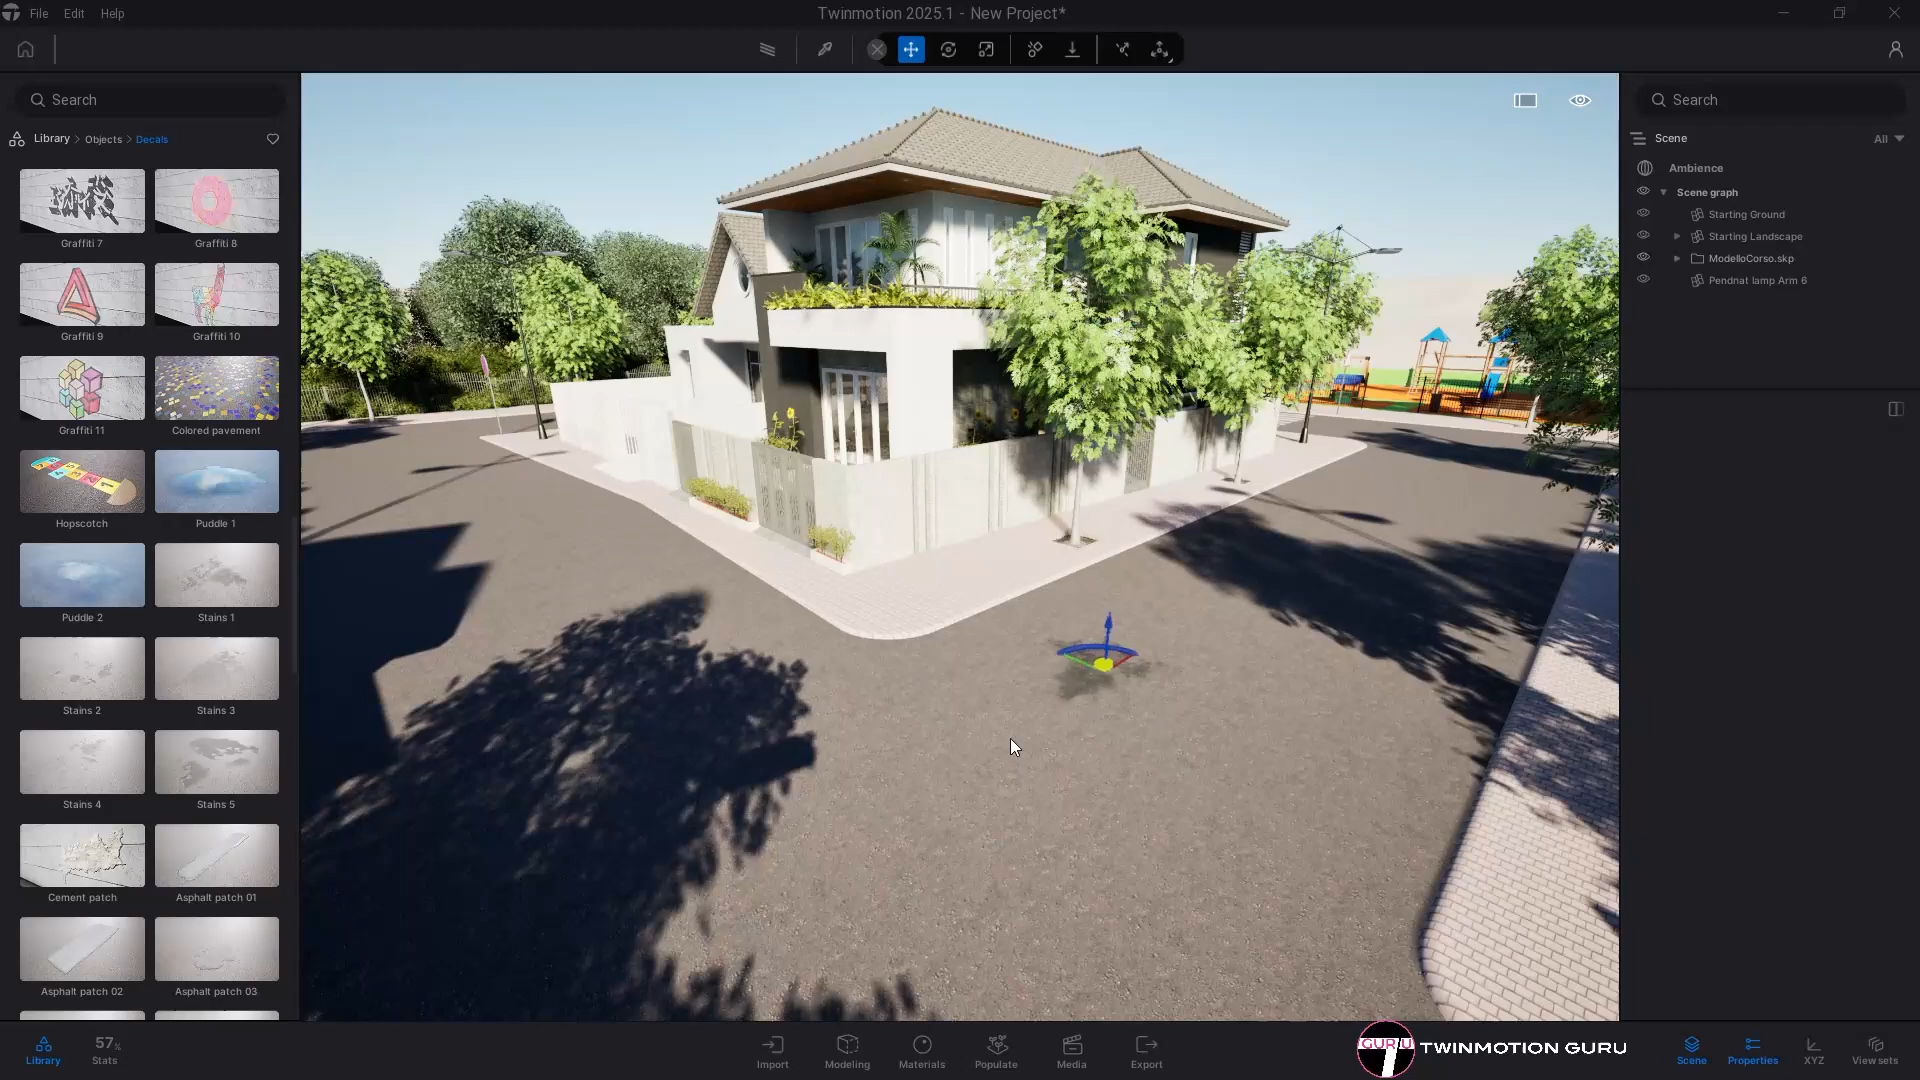 File Edit Help
Twinmotion 2025.1 - New Project*
Search
Library > Objects > Decals
Graffiti 7
Graffiti 8
Graffiti 9
Graffiti 10
Graffiti 11
Colored pavement
Hopscotch
Puddle 1
Puddle 2
Stains 1
Stains 2
Stains 3
Stains 4
Stains 5
Cement patch
Asphalt patch 01
Asphalt patch 02
Asphalt patch 03
Search
Scene
All
Ambience
Scene graph
Starting Ground
Starting Landscape
ModelloCorso.skp
Pendnat lamp Arm 6
Library
57%
Stats
Import
Modeling
Materials
Populate
Media
Export
GURU
TWINMOTION GURU
Scene
Properties
XYZ
View sets